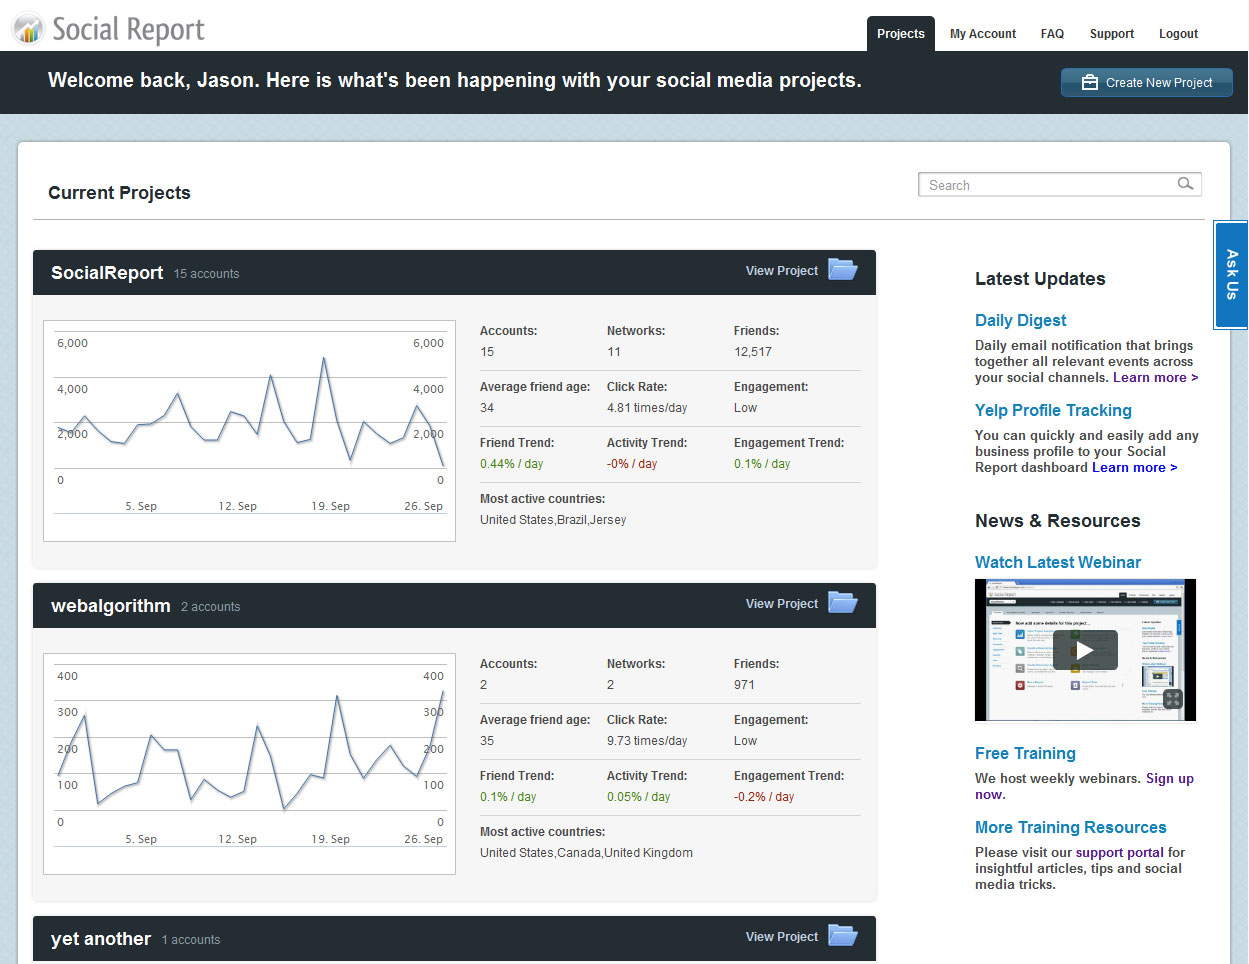 Social Report
Projects
My Account
FAQ
Support
Logout
Welcome back, Jason. Here is what's been happening with your social media projects.
Create New Project
Current Projects
Search
Ask Us
SocialReport 15 accounts
View Project
6,000 6,000
4,000 4,000
2,000 2,000
0 0
5. Sep 12. Sep 19. Sep 26. Sep
Accounts: Networks: Friends:
15 11 12,517
Average friend age: Click Rate: Engagement:
34 4.81 times/day Low
Friend Trend: Activity Trend: Engagement Trend:
0.44% / day -0% / day 0.1% / day
Most active countries:
United States,Brazil,Jersey
webalgorithm 2 accounts
View Project
400 400
300 300
200 200
100 100
0 0
5. Sep 12. Sep 19. Sep 26. Sep
Accounts: Networks: Friends:
2 2 971
Average friend age: Click Rate: Engagement:
35 9.73 times/day Low
Friend Trend: Activity Trend: Engagement Trend:
0.1% / day 0.05% / day -0.2% / day
Most active countries:
United States,Canada,United Kingdom
yet another 1 accounts
View Project
Latest Updates
Daily Digest
Daily email notification that brings
together all relevant events across
your social channels. Learn more >
Yelp Profile Tracking
You can quickly and easily add any
business profile to your Social
Report dashboard Learn more >
News & Resources
Watch Latest Webinar
Now add some details for this project...
Free Training
We host weekly webinars. Sign up
now.
More Training Resources
Please visit our support portal for
insightful articles, tips and social
media tricks.